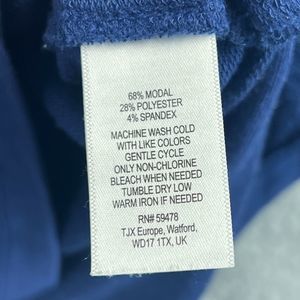 68% MODAL
28% POLYESTER
4% SPANDEX
MACHINE WASH COLD
WITH LIKE COLORS
GENTLE CYCLE
ONLY NON-CHLORINE
BLEACH WHEN NEEDED
TUMBLE DRY LOW
WARM IRON IF NEEDED
RN# 59478
TJX Europe, Watford,
WD17 1TX, UK